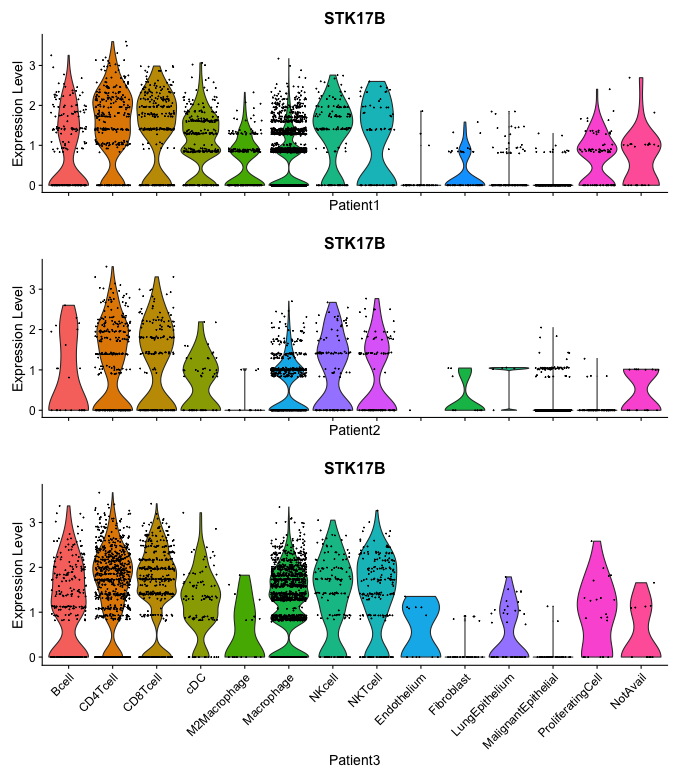 STK17B
Expression Level
3
2
1
0
Patient1
STK17B
Expression Level
3
2
1
0
Patient2
STK17B
Expression Level
3
2
1
0
Bcell
CD4Tcell
CD8Tcell
cDC
M2Macrophage
Macrophage
NKcell
NKTcell
Endothelium
Fibroblast
LungEpithelium
MalignantEpithelial
ProliferatingCell
NotAvail
Patient3